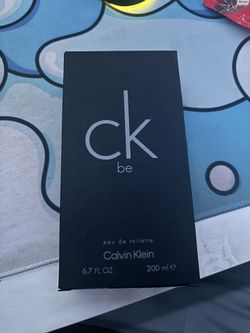 ck
be
eau de toilette
Calvin Klein
6.7 FL OZ 200 ml ℮